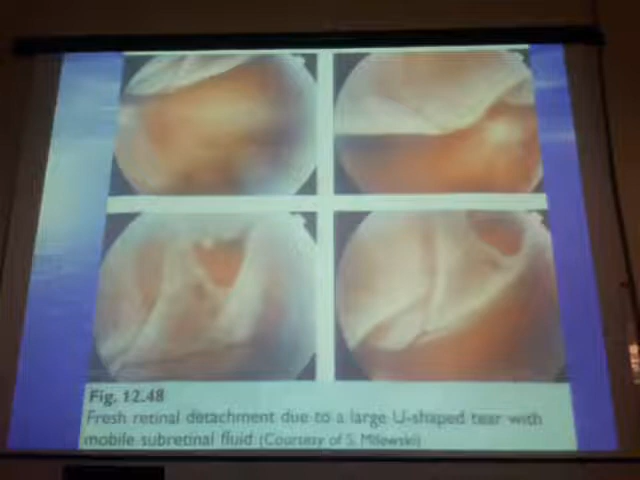 Fig. 12.48
Fresh retinal detachment due to a large U-shaped tear with
mobile subretinal fluid (Courtesy of S. Milewski)